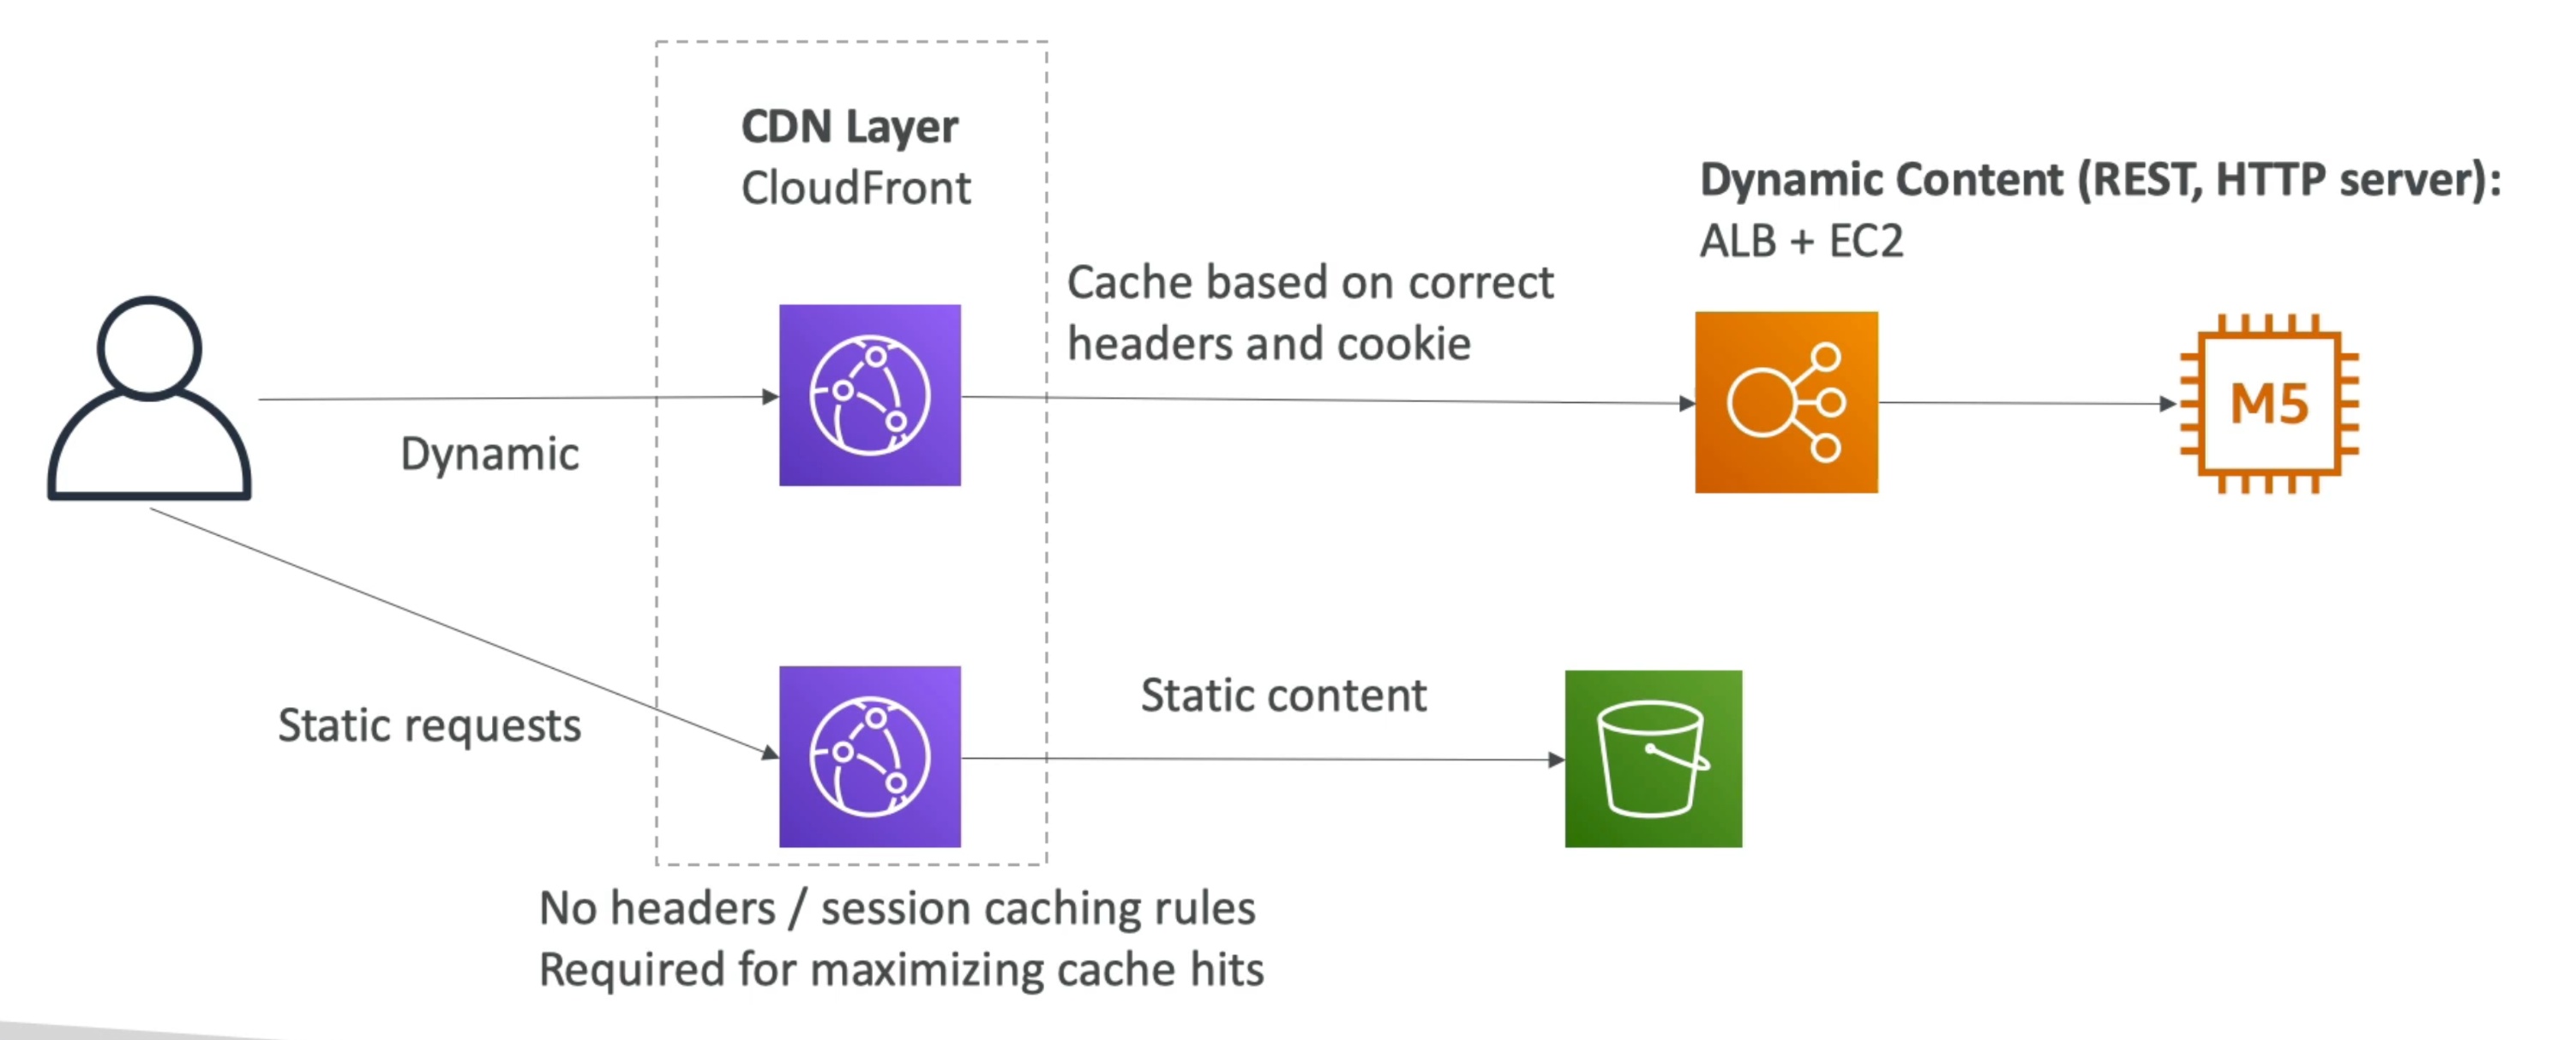 CDN Layer
CloudFront
Dynamic Content (REST, HTTP server):
ALB + EC2
Cache based on correct
headers and cookie
M5
Dynamic
Static requests
Static content
No headers / session caching rules
Required for maximizing cache hits